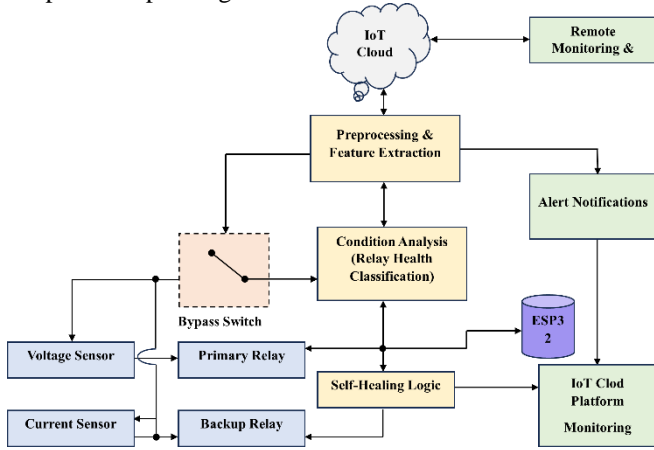 IoT
Cloud
Remote
Monitoring &
Preprocessing &
Feature Extraction
Alert Notifications
Condition Analysis
(Relay Health
Classification)
Bypass Switch
ESP3
2
Voltage Sensor
Primary Relay
Self-Healing Logic
IoT Clod
Platform
Monitoring
Current Sensor
Backup Relay